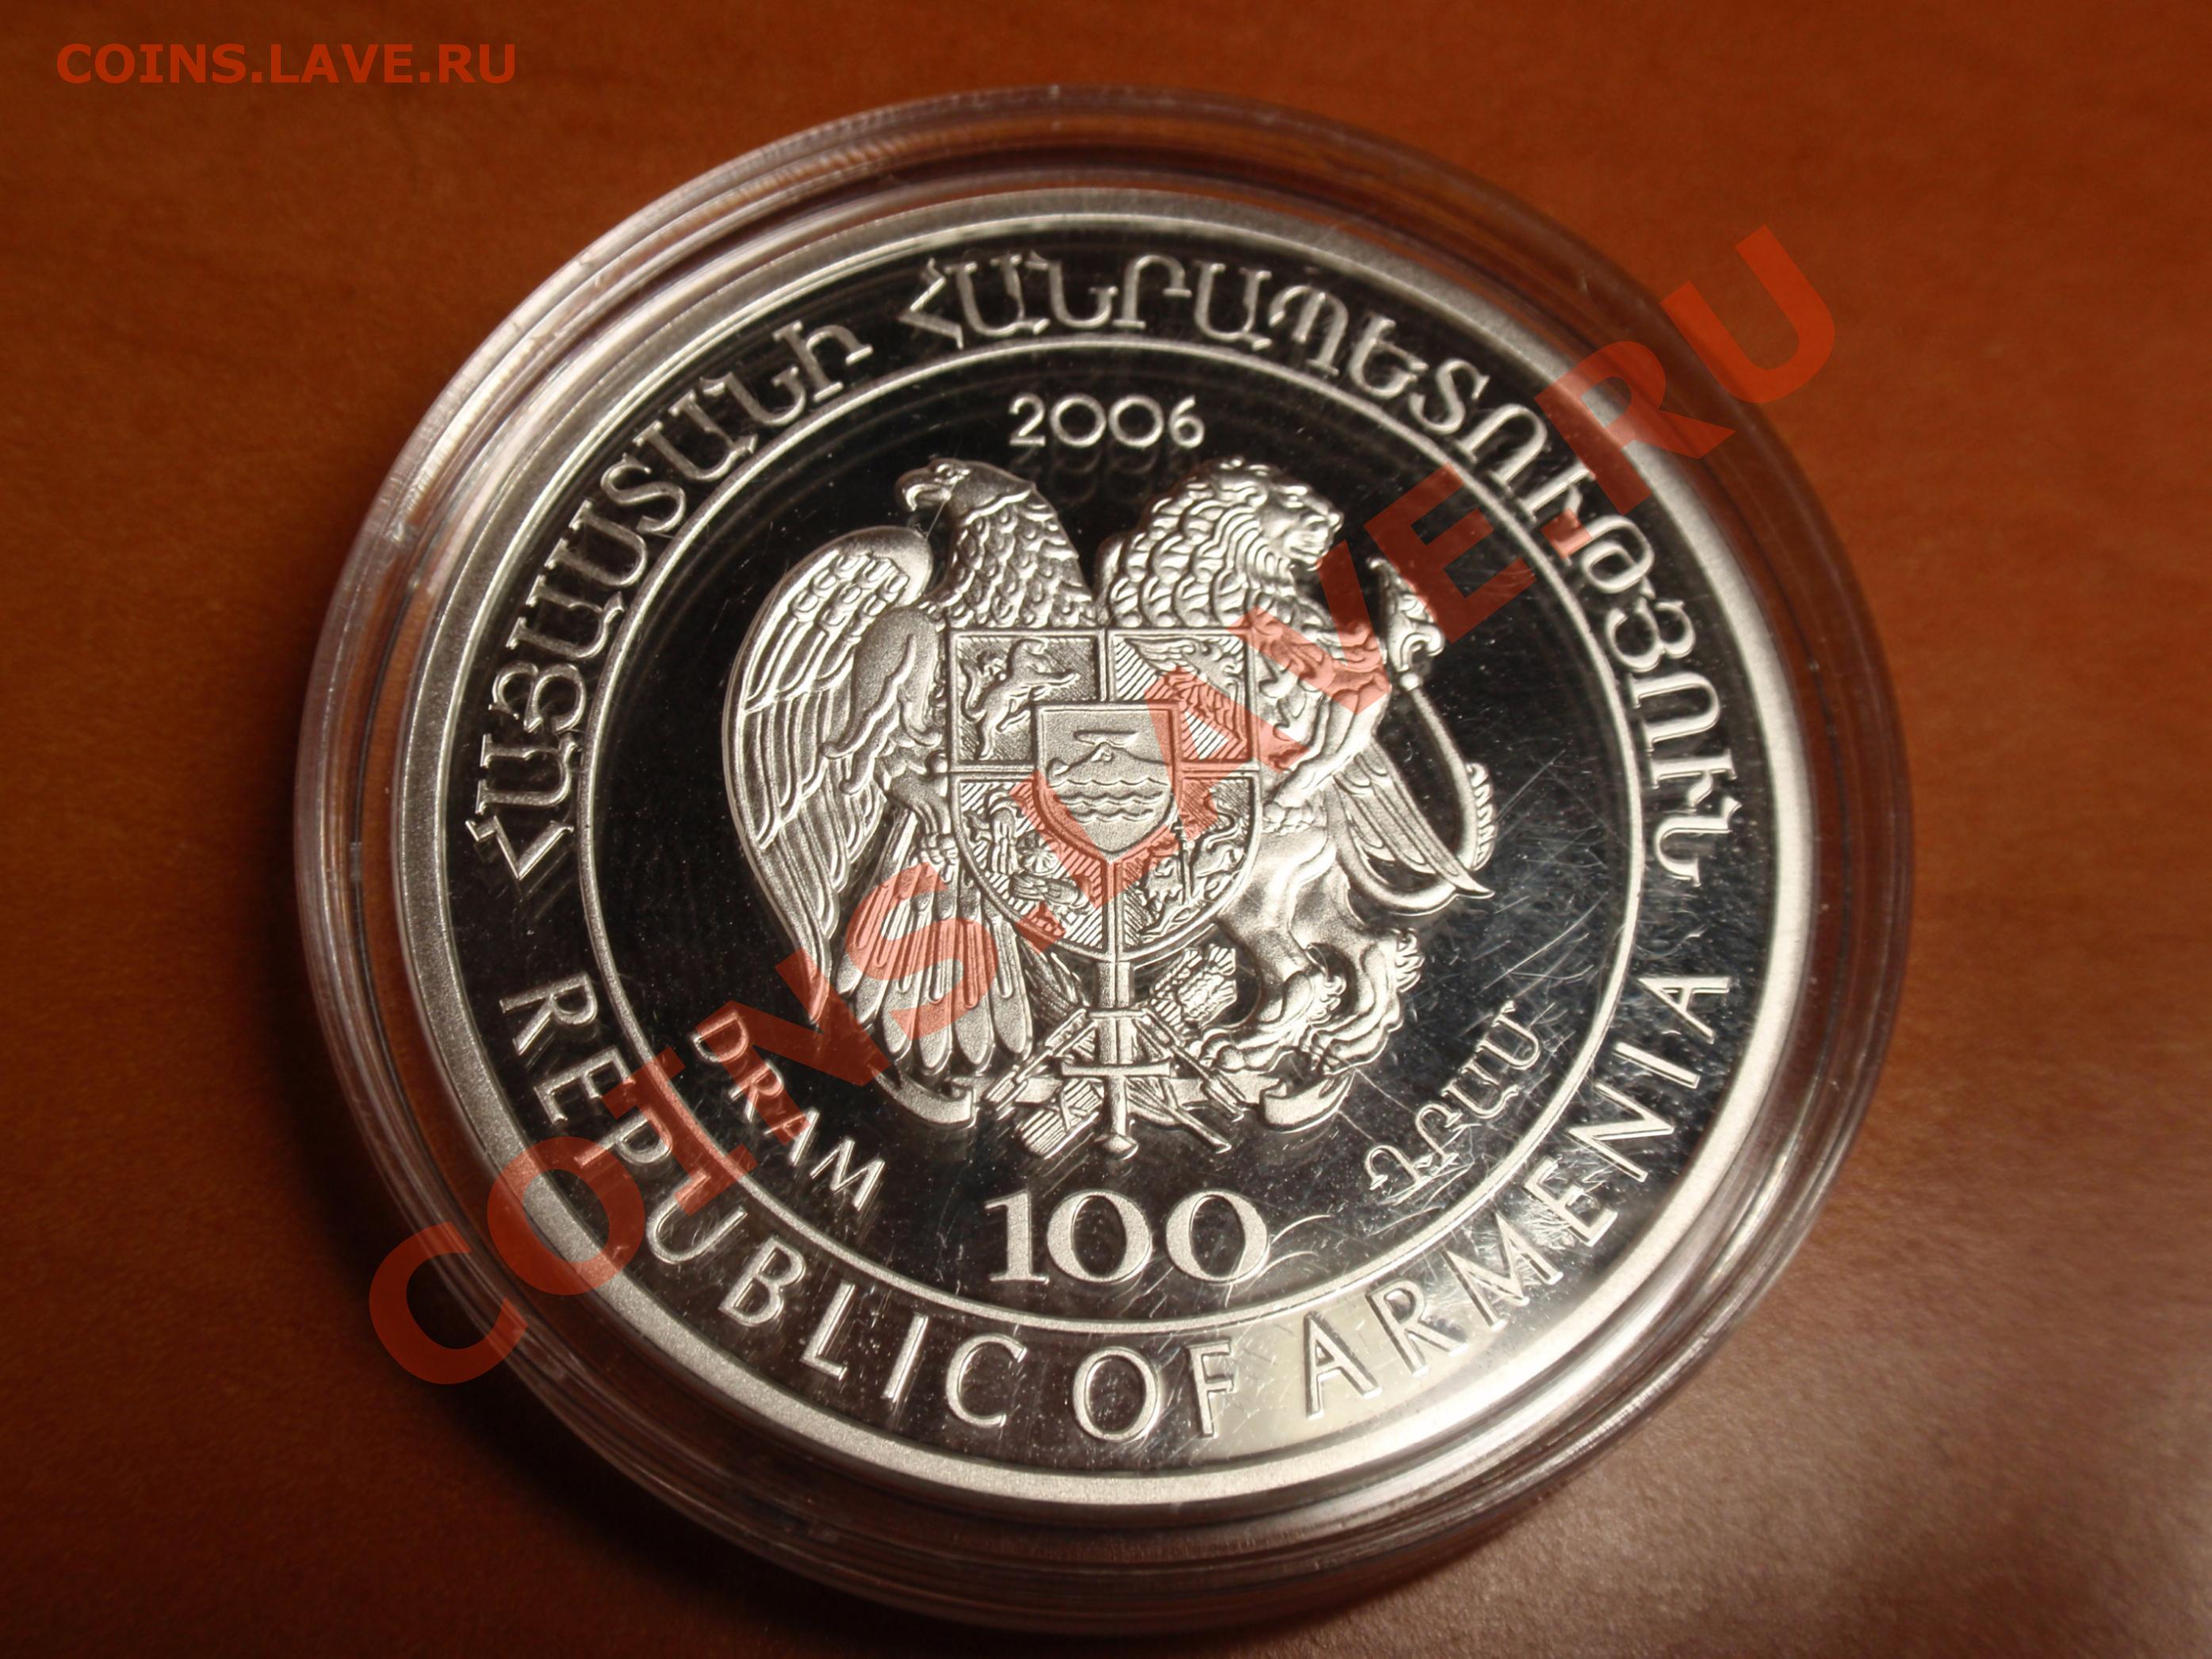 COINS.LAVE.RU
ՀԱՅԱՍՏԱՆԻ ՀԱՆՐԱՊԵՏՈՒԹՅՈՒՆ
2006
DRAM
100
ԴՐԱՄ
REPUBLIC OF ARMENIA
COINS.LAVE.RU